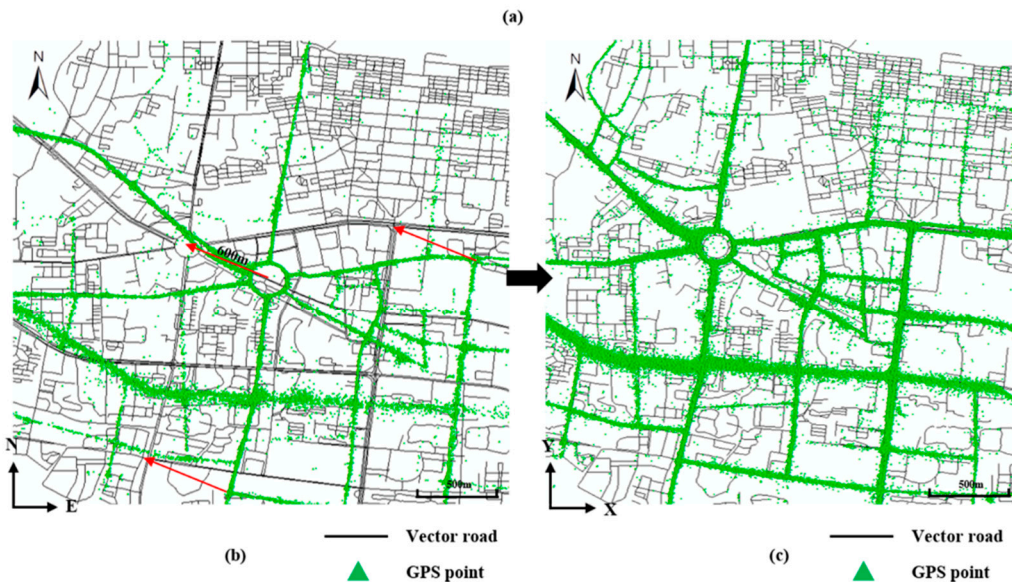 (a)
N
N
600m
N
E
500m
Y
X
500m
Vector road
Vector road
(b)
(c)
GPS point
GPS point